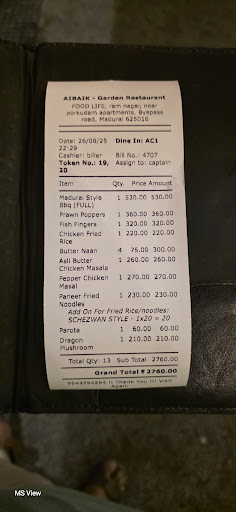 AIBAIK - Garden Restaurant
FOOD LIFE, ram nagar, near
porkudam apartments, Byepass
road, Madurai 625016
Date: 26/08/25 Dine In: AC1
22:29
Cashier: biller Bill No.: 4707
Token No.: 19, Assign to: captain
20
Item Qty. Price Amount
Madurai Style 1 530.00 530.00
Bbq (FULL)
Prawn Poppers 1 360.00 360.00
Fish Fingers 1 320.00 320.00
Chicken Fried 1 220.00 220.00
Rice
Butter Naan 4 75.00 300.00
Asli Butter 1 260.00 260.00
Chicken Masala
Pepper Chicken 1 270.00 270.00
Masal
Paneer Fried 1 230.00 230.00
Noodles
Add On For Fried Rice/noodles:
SCHEZWAN STYLE - 1x20 = 20
Parota 1 60.00 60.00
Dragon 1 210.00 210.00
Mushroom
Total Qty: 13 Sub Total 2760.00
Grand Total ₹ 2760.00
!! Thank You !!! Visit
Again
MS View